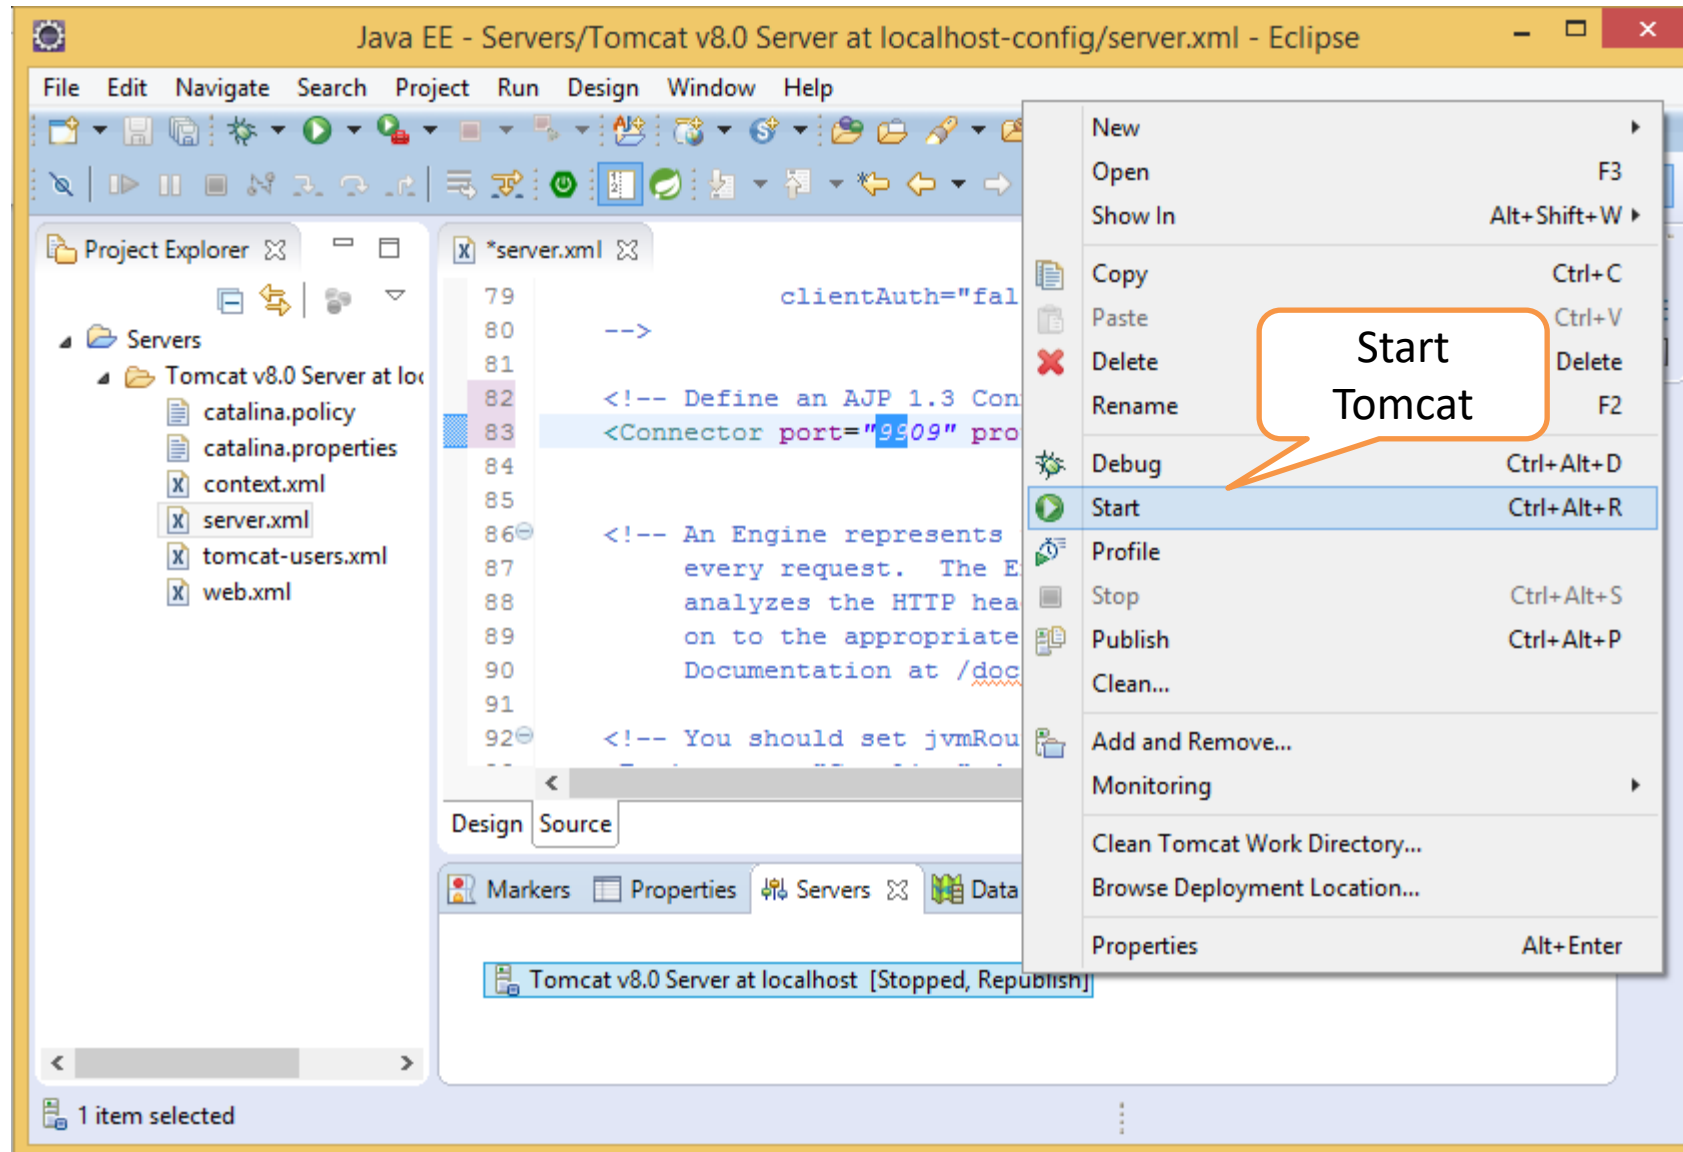 Java EE - Servers/Tomcat v8.0 Server at localhost-config/server.xml - Eclipse
File Edit Navigate Search Project Run Design Window Help
Project Explorer
Servers
Tomcat v8.0 Server at loc
catalina.policy
catalina.properties
context.xml
server.xml
tomcat-users.xml
web.xml
*server.xml
79 clientAuth="fal
80 -->
81
82 <!-- Define an AJP 1.3 Con
83 <Connector port="9909" pro
84
85
86 <!-- An Engine represents
87 every request. The E
88 analyzes the HTTP hea
89 on to the appropriate
90 Documentation at /doc
91
92 <!-- You should set jvmRou
Design Source
Markers Properties Servers Data
Tomcat v8.0 Server at localhost [Stopped, Republish]
1 item selected
New
Open F3
Show In Alt+Shift+W
Copy Ctrl+C
Paste Ctrl+V
Delete Delete
Rename F2
Debug Ctrl+Alt+D
Start Ctrl+Alt+R
Profile
Stop Ctrl+Alt+S
Publish Ctrl+Alt+P
Clean...
Add and Remove...
Monitoring
Clean Tomcat Work Directory...
Browse Deployment Location...
Properties Alt+Enter
Start
Tomcat